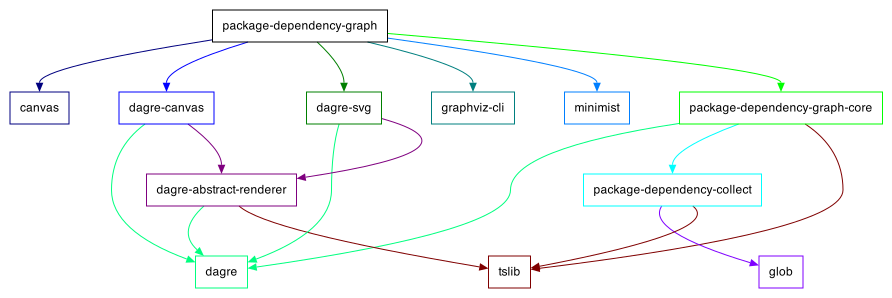 package-dependency-graph
canvas
dagre-canvas
dagre-svg
graphviz-cli
minimist
package-dependency-graph-core
dagre-abstract-renderer
package-dependency-collect
dagre
tslib
glob